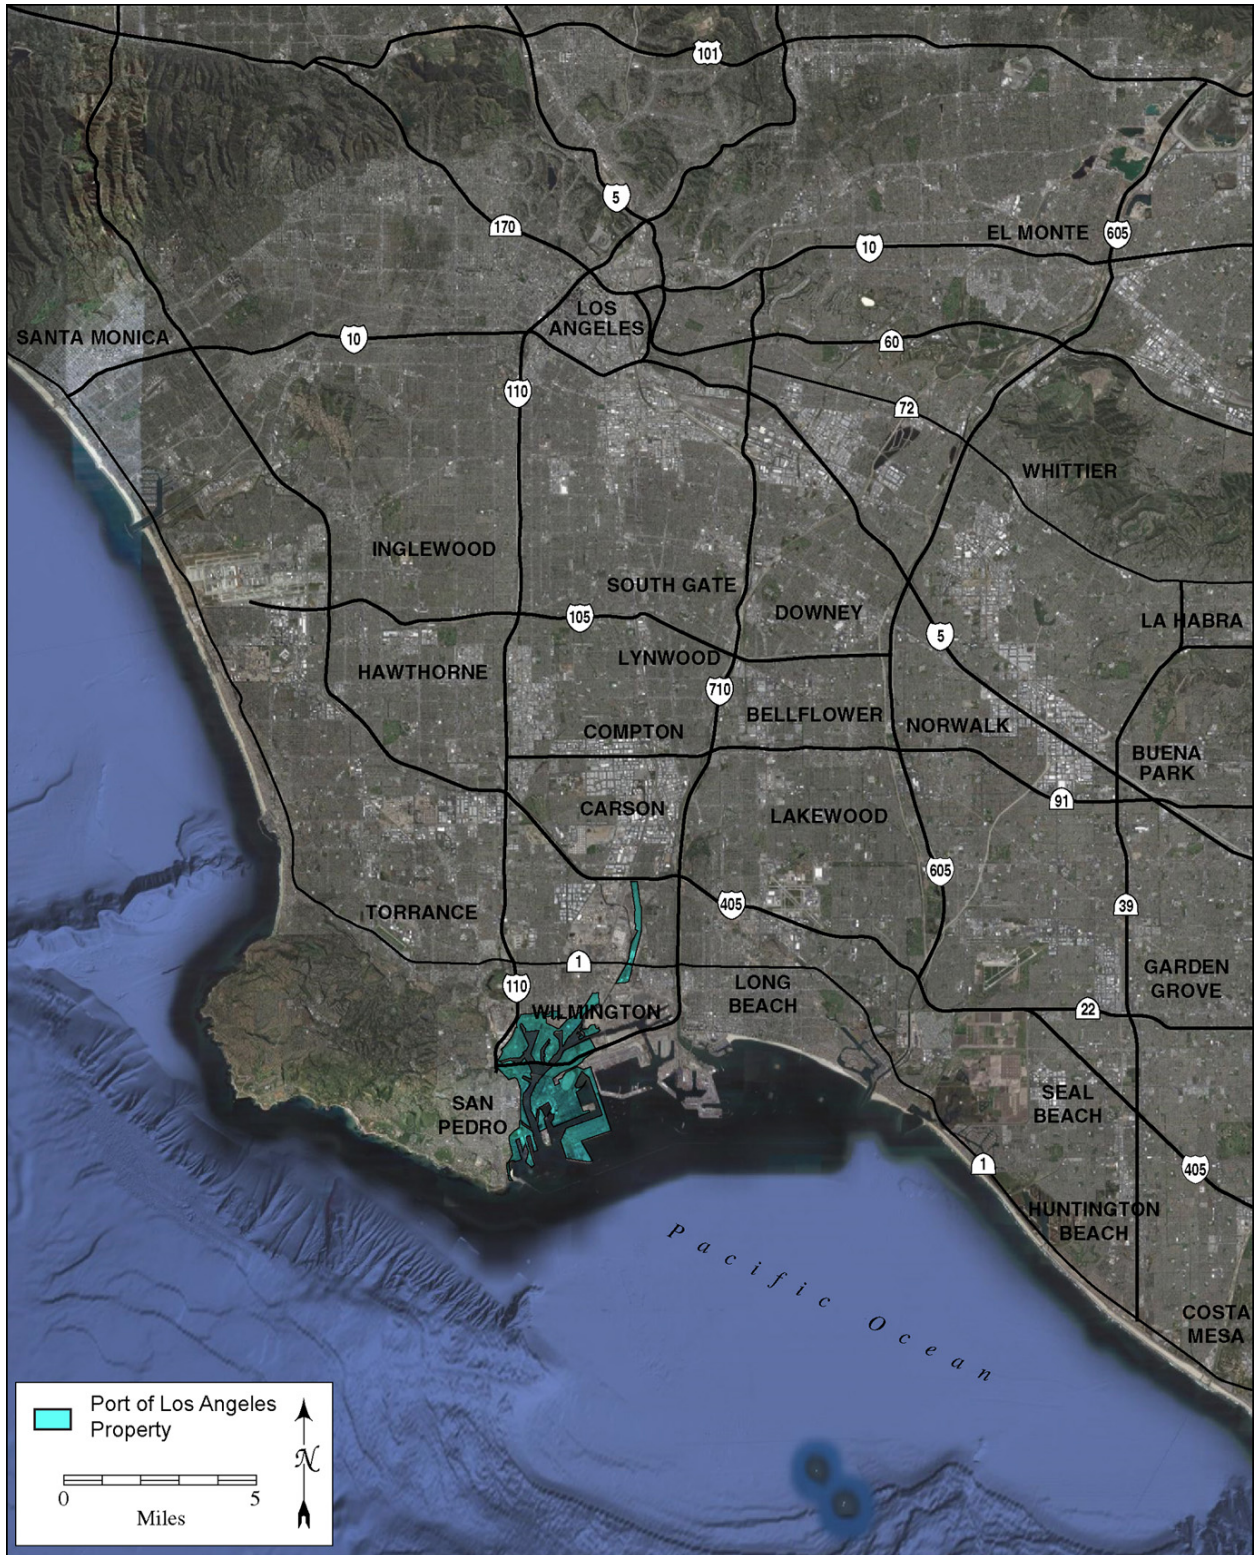 101
5
170
10
EL MONTE
605
LOS
ANGELES
SANTA MONICA
10
60
110
72
WHITTIER
INGLEWOOD
SOUTH GATE
DOWNEY
105
LA HABRA
5
LYNWOOD
HAWTHORNE
710
BELLFLOWER
NORWALK
COMPTON
BUENA
PARK
91
CARSON
LAKEWOOD
605
405
39
TORRANCE
1
GARDEN
GROVE
110
LONG
BEACH
WILMINGTON
22
SAN
PEDRO
SEAL
BEACH
1
405
HUNTINGTON
BEACH
Pacific Ocean
COSTA
MESA
Port of Los Angeles
Property
N
0 5
Miles